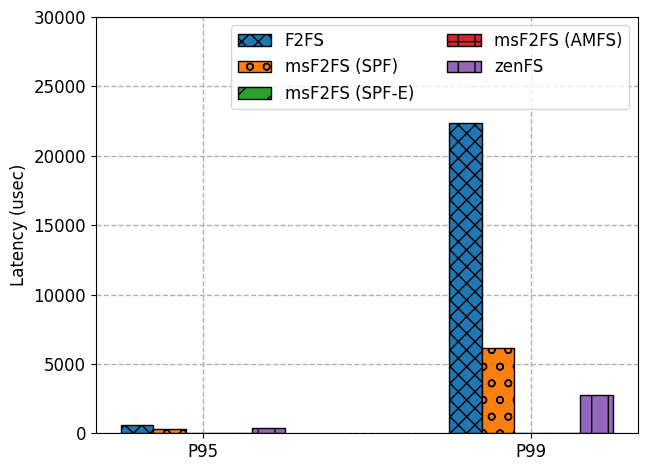 30000
25000
20000
15000
10000
5000
0
Latency (usec)
F2FS
msF2FS (SPF)
msF2FS (SPF-E)
msF2FS (AMFS)
zenFS
P95
P99